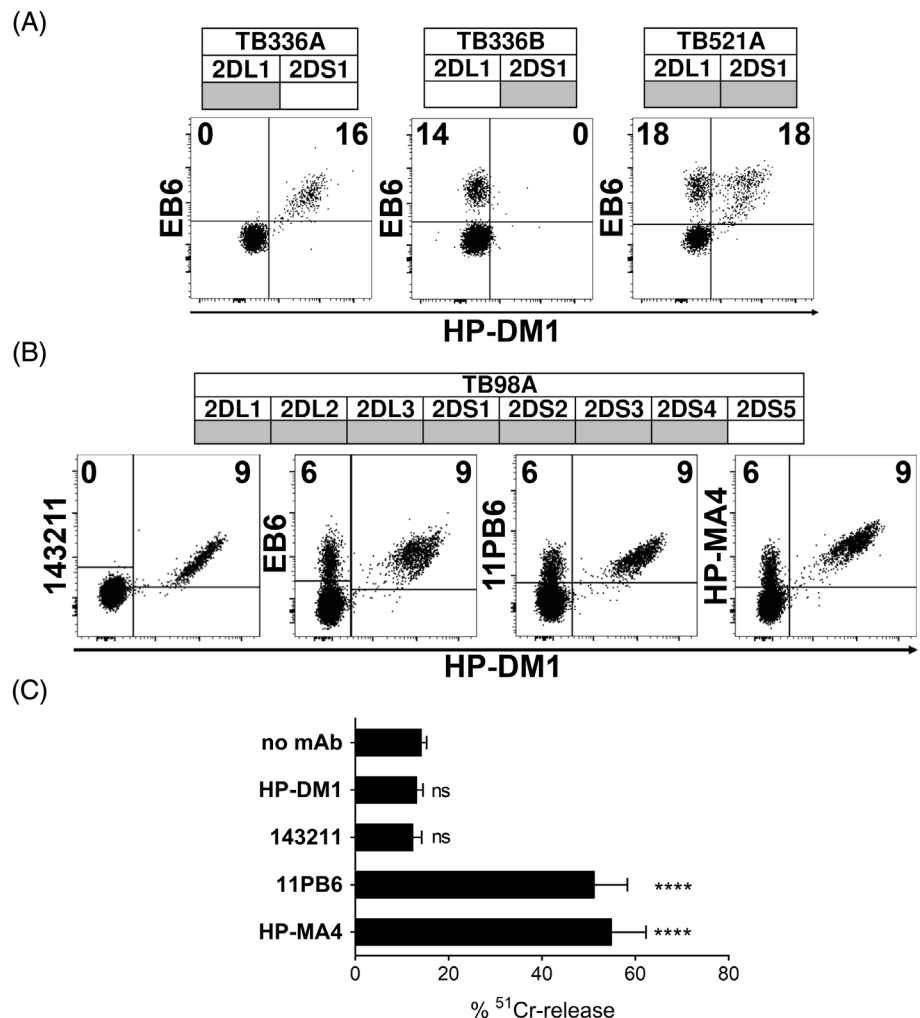 (A)
TB336A TB336B TB521A
2DL1 2DS1 2DL1 2DS1 2DL1 2DS1
0 16 14 0 18 18
EB6 EB6 EB6
HP-DM1
(B)
TB98A
2DL1 2DL2 2DL3 2DS1 2DS2 2DS3 2DS4 2DS5
0 9 6 9 6 9 6 9
143211 EB6 11PB6 HP-MA4
HP-DM1
(C)
no mAb
HP-DM1 ns
143211 ns
11PB6 ****
HP-MA4 ****
0 20 40 60 80
% ⁵¹Cr-release